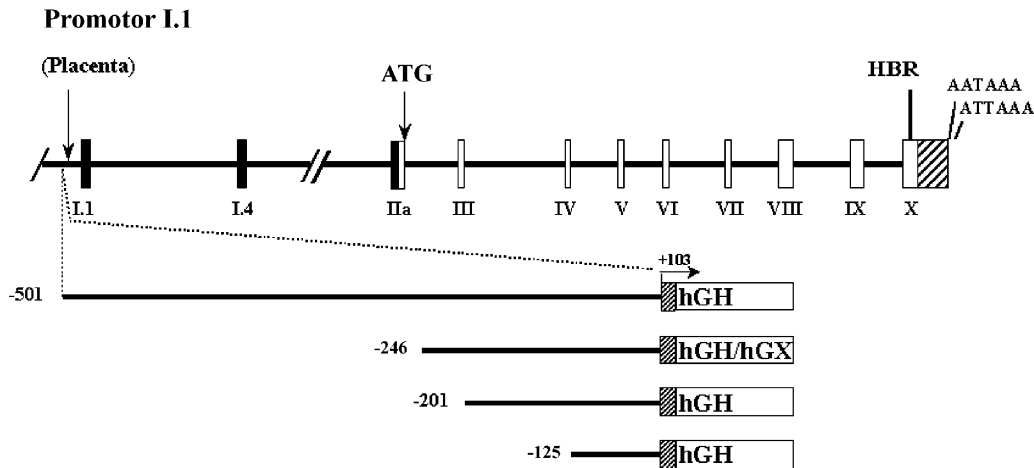 Promotor I.1
(Placenta)
ATG
HBR
AATAAA
ATTAAA
I.1 I.4 IIa III IV V VI VII VIII IX X
+103
-501 hGH
-246 hGH/hGX
-201 hGH
-125 hGH